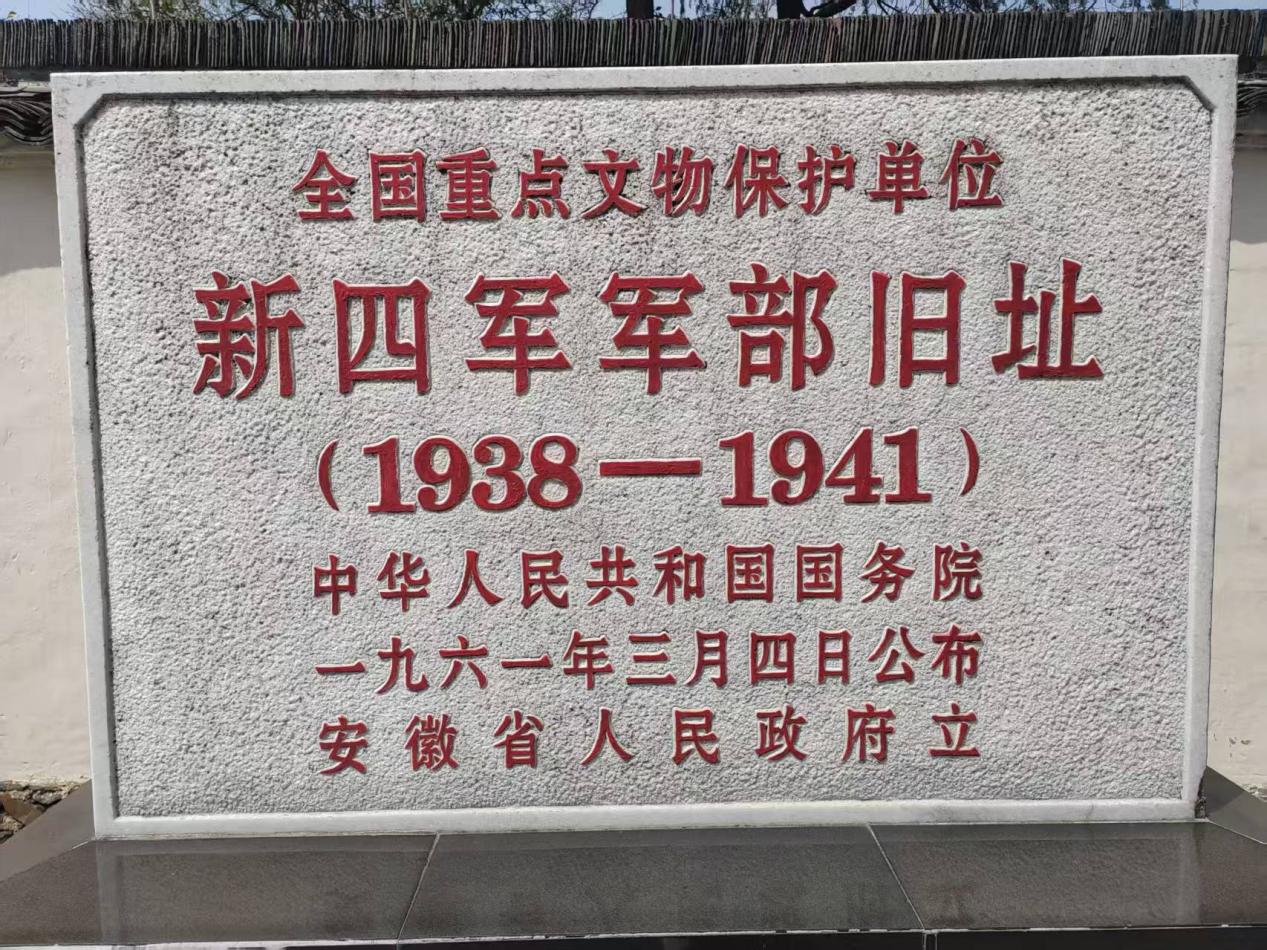 全国重点文物保护单位
新四军军部旧址
（1938—1941）
中华人民共和国国务院
一九六一年三月四日公布
安徽省人民政府立